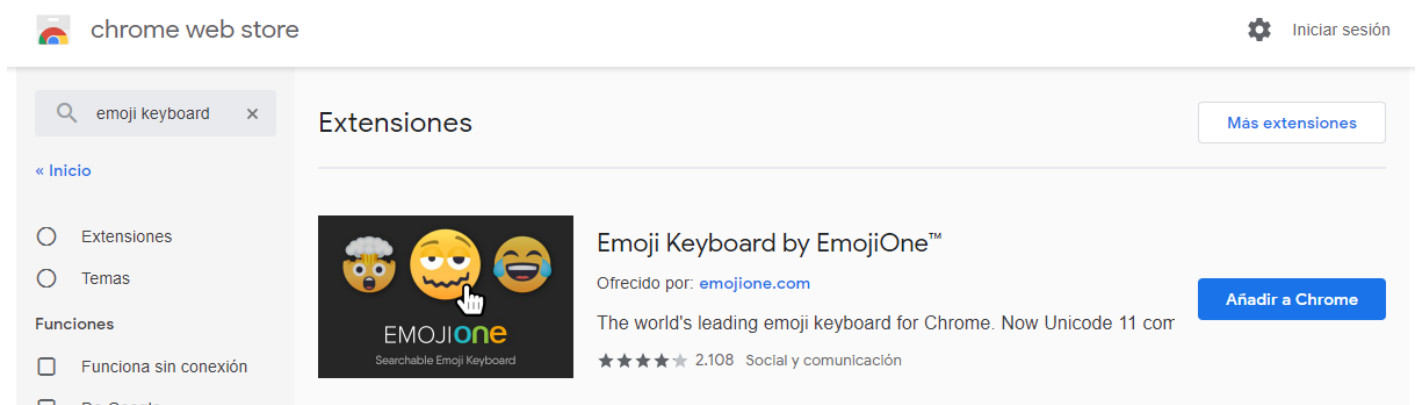 chrome web store
Iniciar sesión
emoji keyboard
« Inicio
Extensiones
Temas
Funciones
Funciona sin conexión
Extensiones
Más extensiones
EMOJIone
Searchable Emoji Keyboard
Emoji Keyboard by EmojiOne™
Ofrecido por: emojione.com
The world's leading emoji keyboard for Chrome. Now Unicode 11 com
2.108 Social y comunicación
Añadir a Chrome